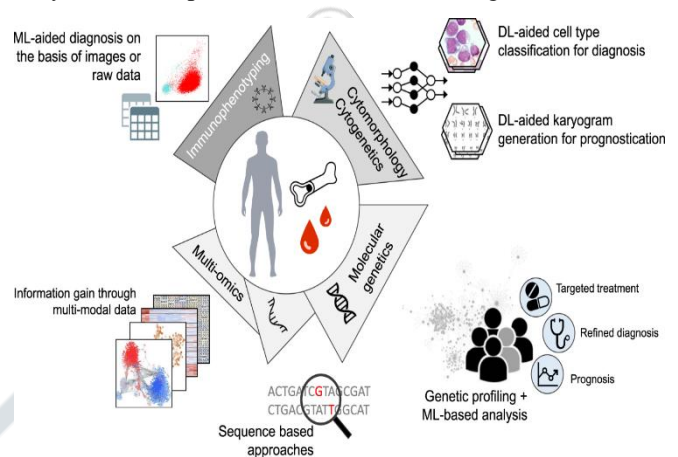 ML-aided diagnosis on
the basis of images or
raw data
Immunophenotyping
Cytomorphology
Cytogenetics
DL-aided cell type
classification for diagnosis
DL-aided karyogram
generation for prognostication
Multi-omics
Molecular
genetics
Information gain through
multi-modal data
ACTGATCGTAGCGAT
CTGACGTATTGGCAT
Sequence based
approaches
Targeted treatment
Refined diagnosis
Prognosis
Genetic profiling +
ML-based analysis